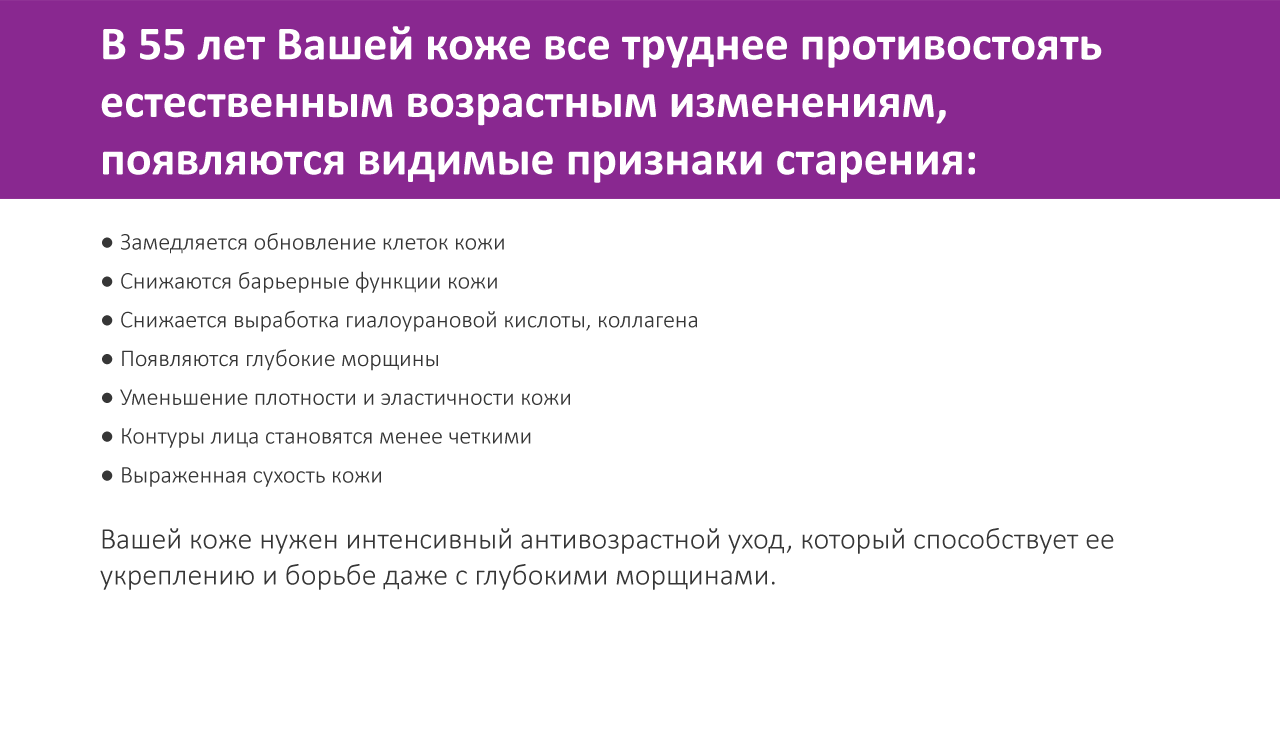 В 55 лет Вашей коже все труднее противостоять
естественным возрастным изменениям,
появляются видимые признаки старения:
● Замедляется обновление клеток кожи
● Снижаются барьерные функции кожи
● Снижается выработка гиалоурановой кислоты, коллагена
● Появляются глубокие морщины
● Уменьшение плотности и эластичности кожи
● Контуры лица становятся менее четкими
● Выраженная сухость кожи
Вашей коже нужен интенсивный антивозрастной уход, который способствует ее
укреплению и борьбе даже с глубокими морщинами.